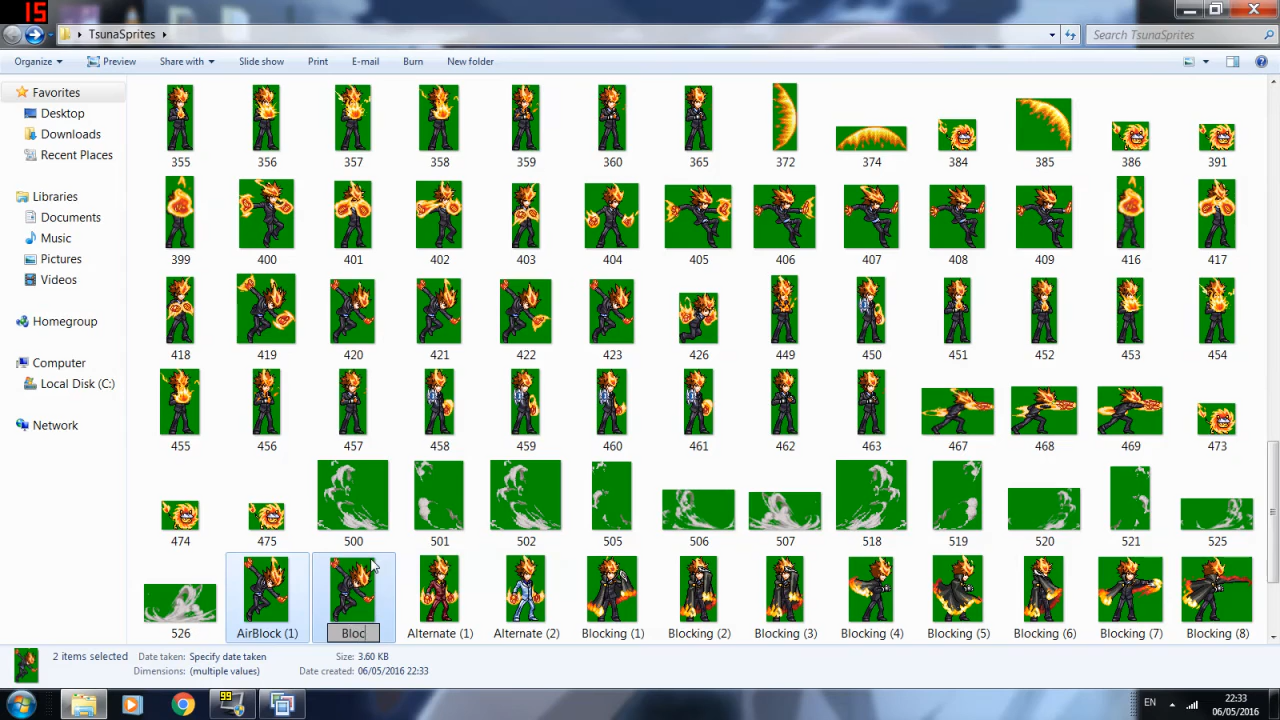 15
TsunaSprites
Search TsunaSprites
Organize Preview Share with Slide show Print E-mail Burn New folder
Favorites
Desktop
Downloads
Recent Places
Libraries
Documents
Music
Pictures
Videos
Homegroup
Computer
Local Disk (C:)
Network
355 356 357 358 359 360 365 372 374 384 385 386 391
399 400 401 402 403 404 405 406 407 408 409 416 417
418 419 420 421 422 423 426 449 450 451 452 453 454
455 456 457 458 459 460 461 462 463 467 468 469 473
474 475 500 501 502 505 506 507 518 519 520 521 525
526 AirBlock (1) Bloc Alternate (1) Alternate (2) Blocking (1) Blocking (2) Blocking (3) Blocking (4) Blocking (5) Blocking (6) Blocking (7) Blocking (8)
2 items selected Date taken: Specify date taken Size: 3.60 KB
Dimensions: (multiple values) Date created: 06/05/2016 22:33
99
EN
22:33
06/05/2016